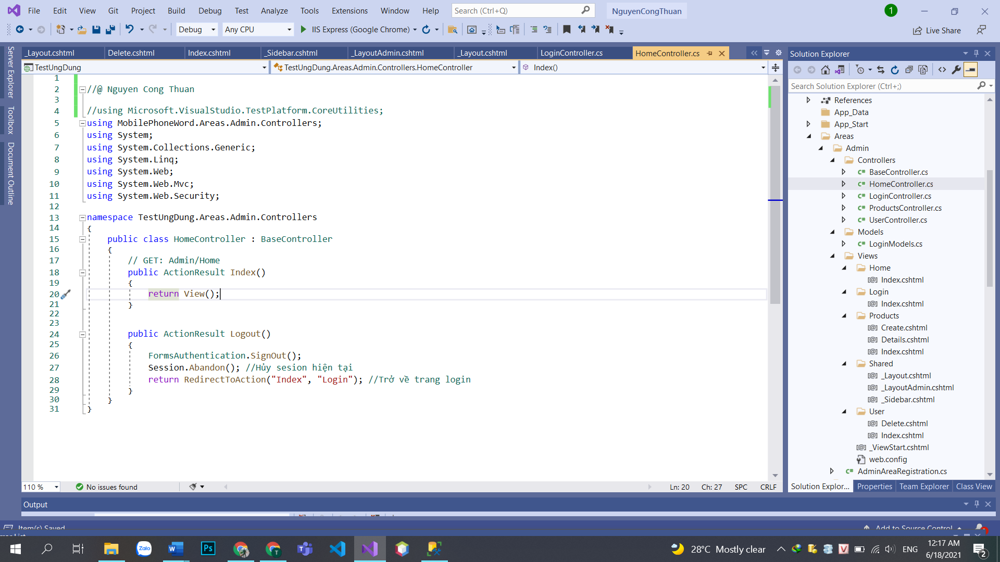 File Edit View Git Project Build Debug Test Analyze Tools Extensions Window Help Search (Ctrl+Q) NguyenCongThuan 1
Debug Any CPU IIS Express (Google Chrome) Live Share
Server Explorer
Toolbox
Document Outline
_Layout.cshtml Delete.cshtml Index.cshtml _Sidebar.cshtml _LayoutAdmin.cshtml _Layout.cshtml LoginController.cs HomeController.cs
TestUngDung TestUngDung.Areas.Admin.Controllers.HomeController Index()
1
2 //@ Nguyen Cong Thuan
3
4 //using Microsoft.VisualStudio.TestPlatform.CoreUtilities;
5 using MobilePhoneWord.Areas.Admin.Controllers;
6 using System;
7 using System.Collections.Generic;
8 using System.Linq;
9 using System.Web;
10 using System.Web.Mvc;
11 using System.Web.Security;
12
13 namespace TestUngDung.Areas.Admin.Controllers
14 {
15 public class HomeController : BaseController
16 {
17 // GET: Admin/Home
18 public ActionResult Index()
19 {
20 return View();
21 }
22
23
24 public ActionResult Logout()
25 {
26 FormsAuthentication.SignOut();
27 Session.Abandon(); //Hủy sesion hiện tại
28 return RedirectToAction("Index", "Login"); //Trở về trang login
29 }
30 }
31 }
110 % No issues found Ln: 20 Ch: 27 SPC CRLF
Solution Explorer
Search Solution Explorer (Ctrl+;)
References
App_Data
App_Start
Areas
Admin
Controllers
C# BaseController.cs
C# HomeController.cs
C# LoginController.cs
C# ProductsController.cs
C# UserController.cs
Models
C# LoginModels.cs
Views
Home
[@] Index.cshtml
Login
[@] Index.cshtml
Products
[@] Create.cshtml
[@] Details.cshtml
[@] Index.cshtml
Shared
[@] _Layout.cshtml
[@] _LayoutAdmin.cshtml
[@] _Sidebar.cshtml
User
[@] Delete.cshtml
[@] Index.cshtml
[@] _ViewStart.cshtml
web.config
C# AdminAreaRegistration.cs
Solution Explor... Properties Team Explorer Class View
Output
Item(s) Saved Add to Source Control
Zalo W Ps T 28°C Mostly clear V ENG 12:17 AM
6/18/2021 2